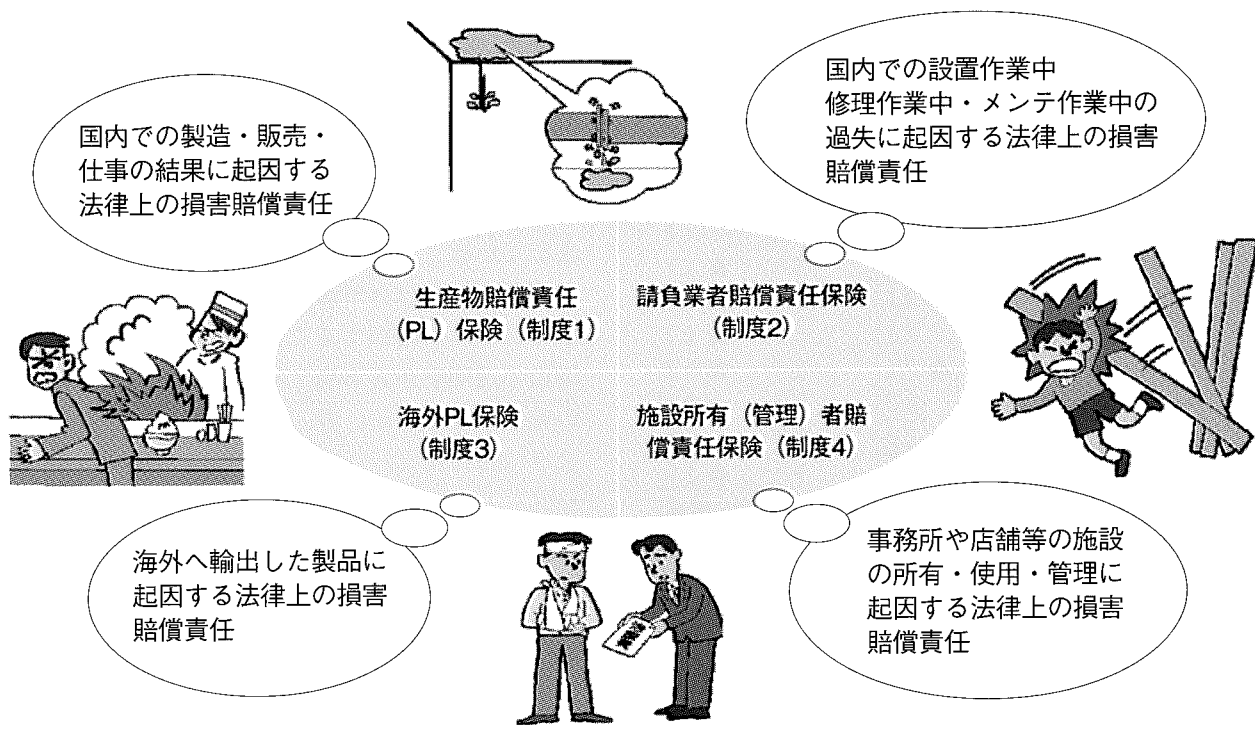 国内での製造・販売・
仕事の結果に起因する
法律上の損害賠償責任
国内での設置作業中
修理作業中・メンテ作業中の
過失に起因する法律上の損害
賠償責任
生産物賠償責任
（PL）保険（制度1）
請負業者賠償責任保険
（制度2）
海外PL保険
（制度3）
施設所有（管理）者賠
償責任保険（制度4）
海外へ輸出した製品に
起因する法律上の損害
賠償責任
事務所や店舗等の施設
の所有・使用・管理に
起因する法律上の損害
賠償責任